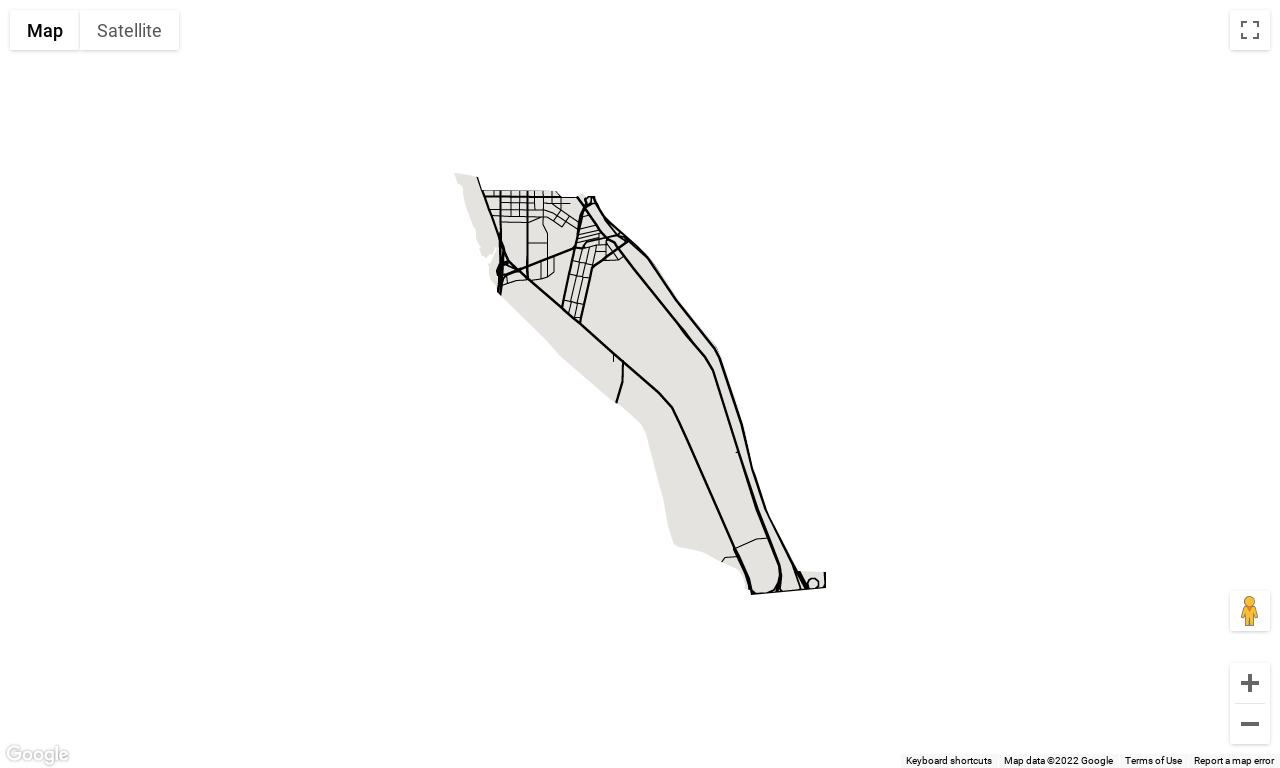 Map
Satellite
Google
Keyboard shortcuts
Map data ©2022 Google
Terms of Use
Report a map error